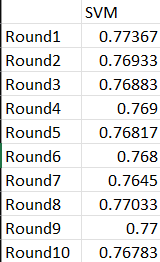 SVM
Round1 0.77367
Round2 0.76933
Round3 0.76883
Round4 0.769
Round5 0.76817
Round6 0.768
Round7 0.7645
Round8 0.77033
Round9 0.77
Round10 0.76783